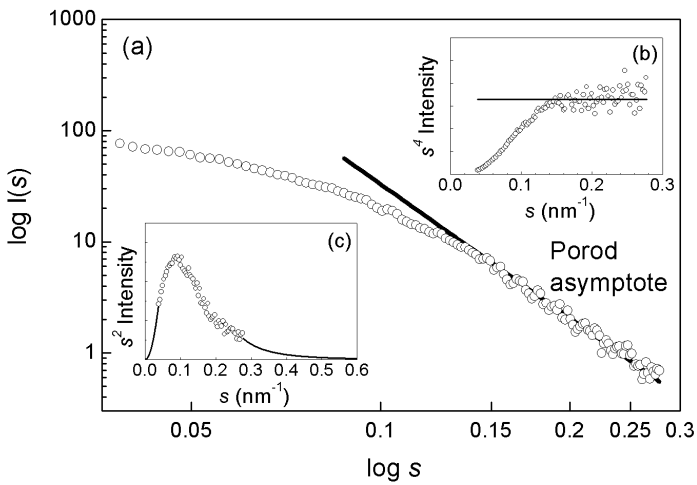 (a)
1000
100
10
1
log I(s)
0.05
0.1
0.15
0.2
0.25
0.3
log s
Porod
asymptote
(b)
s⁴ Intensity
0.0
0.1
0.2
0.3
s (nm⁻¹)
(c)
s² Intensity
0.0
0.1
0.2
0.3
0.4
0.5
0.6
s (nm⁻¹)